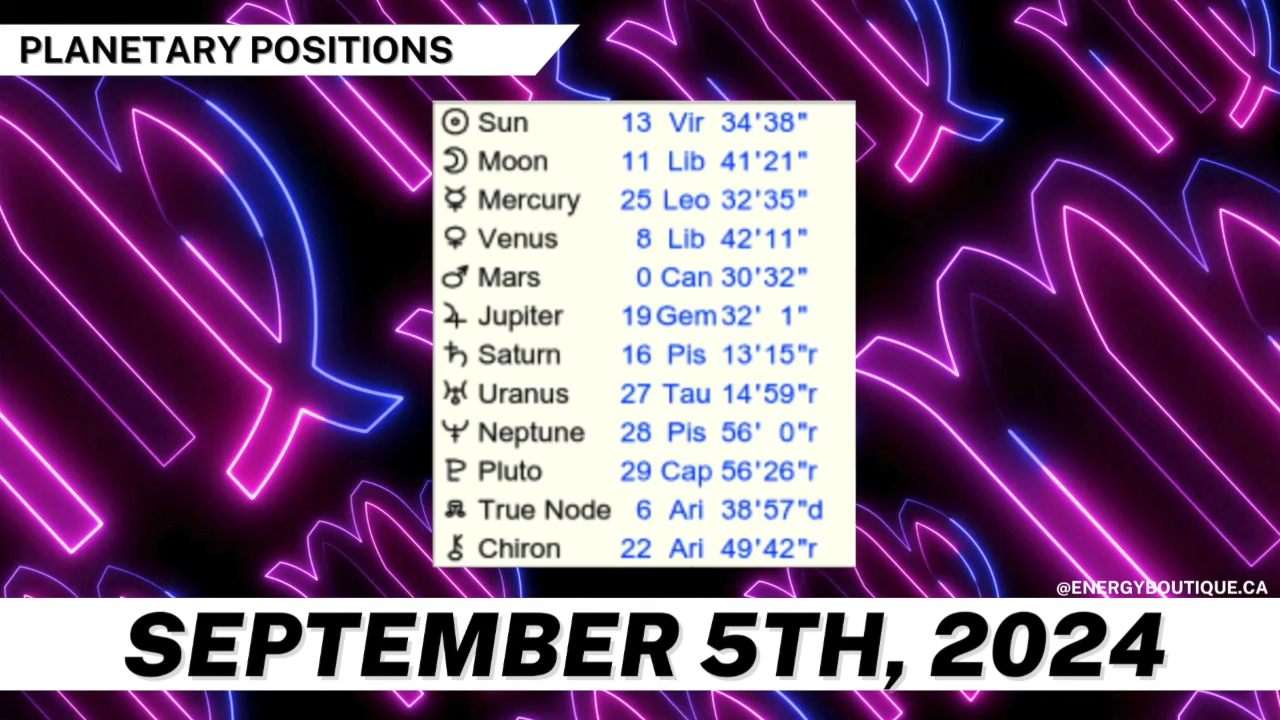 PLANETARY POSITIONS
Sun 13 Vir 34'38"
Moon 11 Lib 41'21"
Mercury 25 Leo 32'35"
Venus 8 Lib 42'11"
Mars 0 Can 30'32"
Jupiter 19 Gem 32' 1"
Saturn 16 Pis 13'15"r
Uranus 27 Tau 14'59"r
Neptune 28 Pis 56' 0"r
Pluto 29 Cap 56'26"r
True Node 6 Ari 38'57"d
Chiron 22 Ari 49'42"r
@ENERGYBOUTIQUE.CA
SEPTEMBER 5TH, 2024